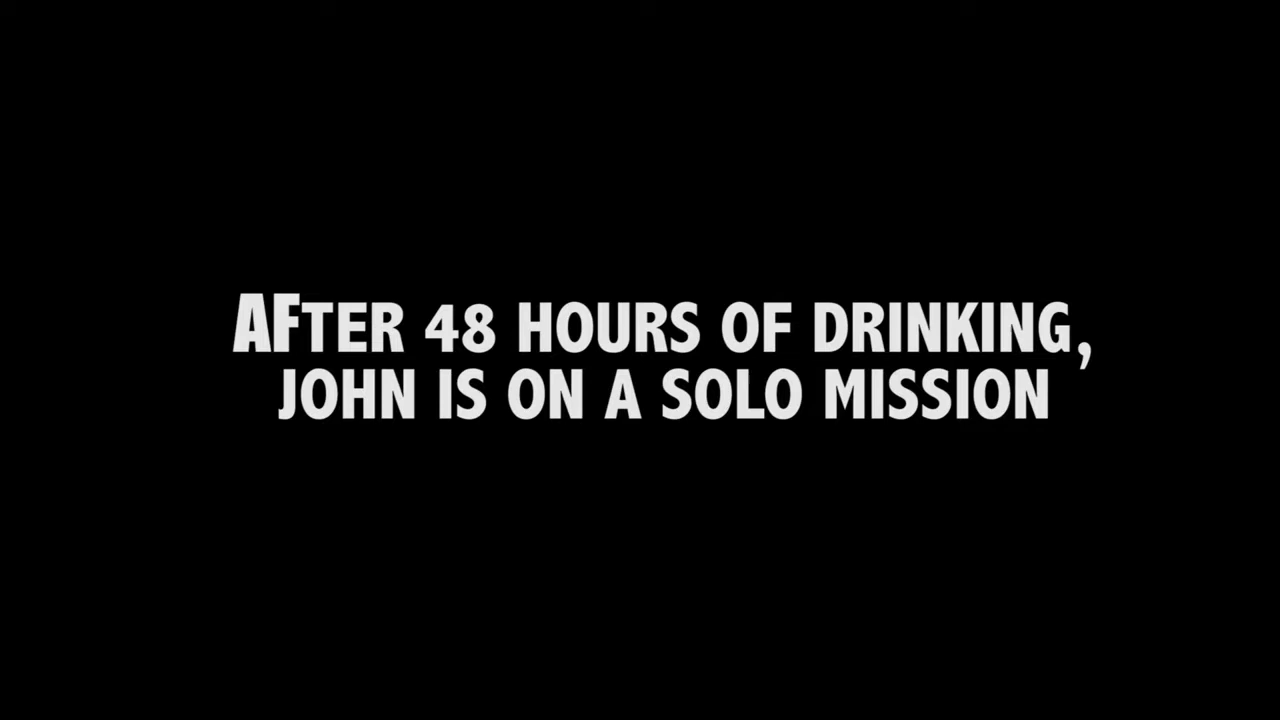 AFTER 48 HOURS OF DRINKING,
JOHN IS ON A SOLO MISSION